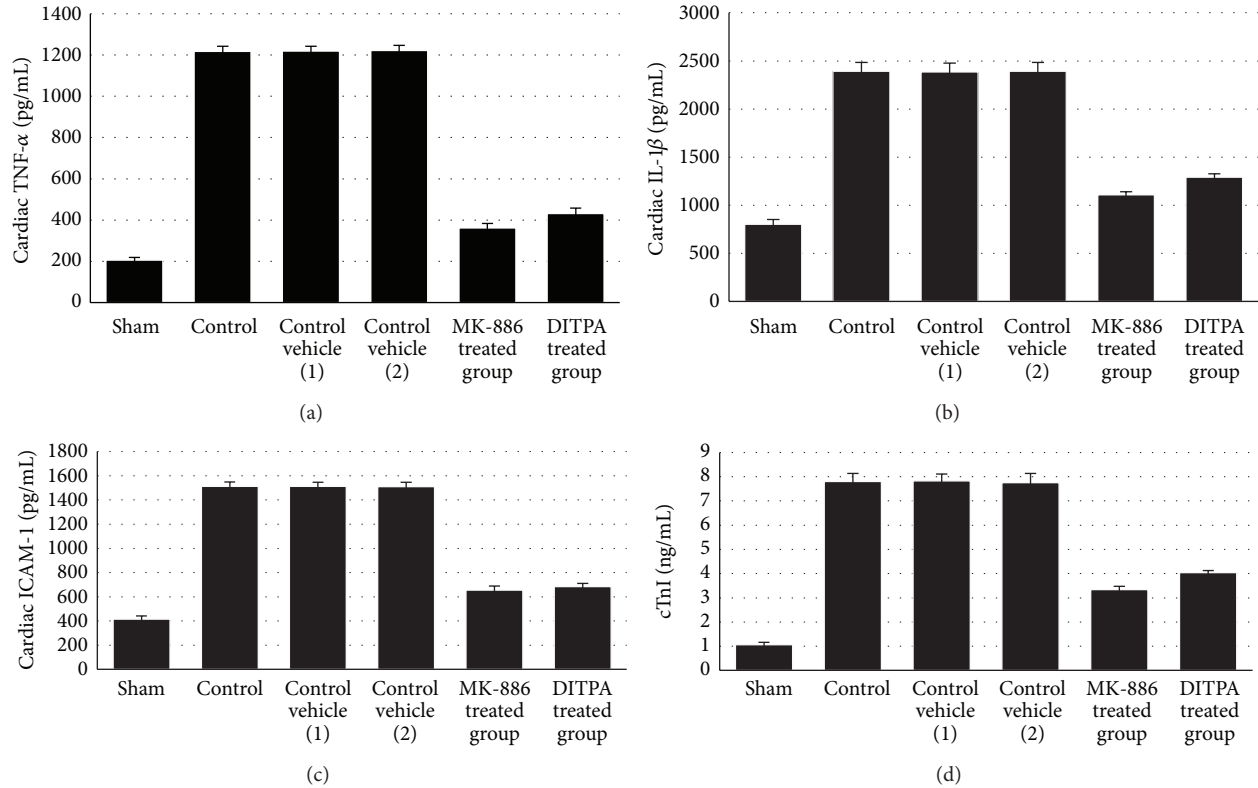 Cardiac TNF-α (pg/mL)
1400
1200
1000
800
600
400
200
0
Sham
Control
Control
vehicle
(1)
Control
vehicle
(2)
MK-886
treated
group
DITPA
treated
group
(a)
Cardiac IL-1β (pg/mL)
3000
2500
2000
1500
1000
500
0
Sham
Control
Control
vehicle
(1)
Control
vehicle
(2)
MK-886
treated
group
DITPA
treated
group
(b)
Cardiac ICAM-1 (pg/mL)
1800
1600
1400
1200
1000
800
600
400
200
0
Sham
Control
Control
vehicle
(1)
Control
vehicle
(2)
MK-886
treated
group
DITPA
treated
group
(c)
cTnI (ng/mL)
9
8
7
6
5
4
3
2
1
0
Sham
Control
Control
vehicle
(1)
Control
vehicle
(2)
MK-886
treated
group
DITPA
treated
group
(d)